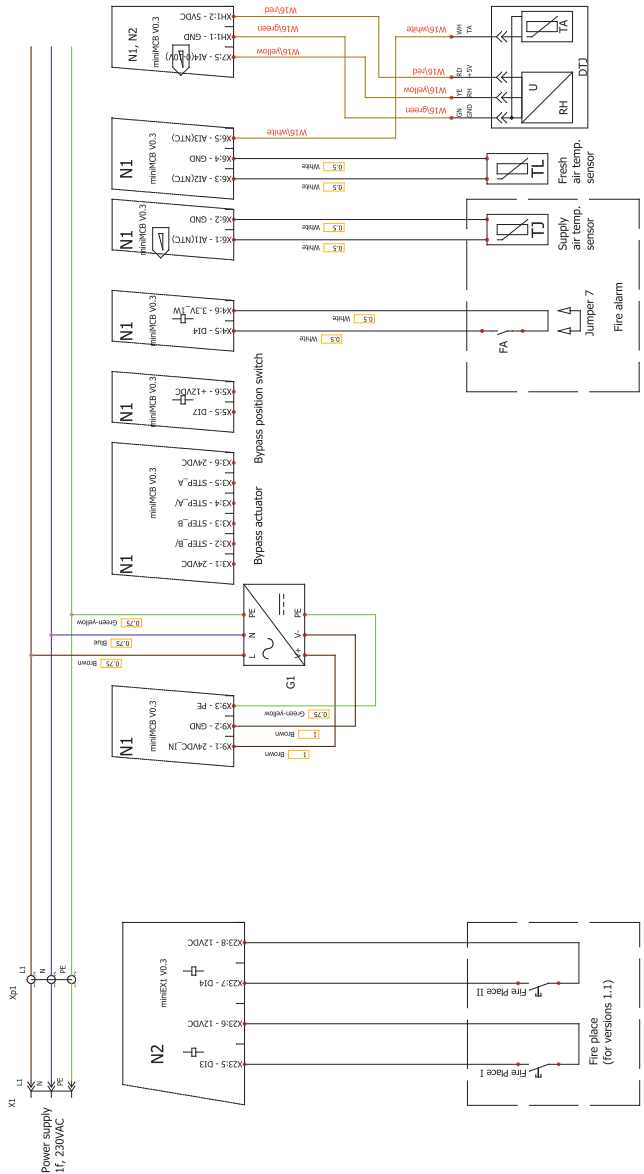 N1, N2
miniMCB V0.3
XH1:2 - 5VDC
XH1:1 - GND
X7:5 - AI4(0-10V)
W16\red
W16\green
W16\yellow
W16\white
WH
TA
RD
+5V
YE
RH
GN
GND
W16\red
W16\yellow
W16\green
TA
U
RH
DTJ
N1
miniMCB V0.3
X6:5 - AI3(NTC)
X6:4 - GND
X6:3 - AI2(NTC)
W16\white
White 0.5
White 0.5
TL
Fresh
air temp.
sensor
N1
miniMCB V0.3
X6:2 - GND
X6:1 - AI1(NTC)
White 0.5
White 0.5
TJ
Supply
air temp.
sensor
N1
miniMCB V0.3
X4:6 - 3.3V_IW
X4:5 - DI4
White 0.5
White 0.5
FA
Jumper 7
Fire alarm
N1
miniMCB V0.3
X5:6 - +12VDC
X5:5 - DI7
Bypass position switch
N1
miniMCB V0.3
X3:6 - 24VDC
X3:5 - STEP_A
X3:4 - STEP_A/
X3:3 - STEP_B
X3:2 - STEP_B/
X3:1 - 24VDC
Bypass actuator
Green-yellow 0.75
Blue 0.75
Brown 0.75
PE
N
L
PE
V-
V+
G1
N1
miniMCB V0.3
X9:3 - PE
X9:2 - GND
X9:1 - 24VDC_IN
Green-yellow 0.75
Brown 1
Brown 1
N2
miniEX1 V0.3
X23:8 - 12VDC
X23:7 - DI4
X23:6 - 12VDC
X23:5 - DI3
Fire Place II
Fire Place I
Fire place
(for versions 1.1)
Xp1
L1
N
PE
X1
L1
N
PE
Power supply
1f, 230VAC